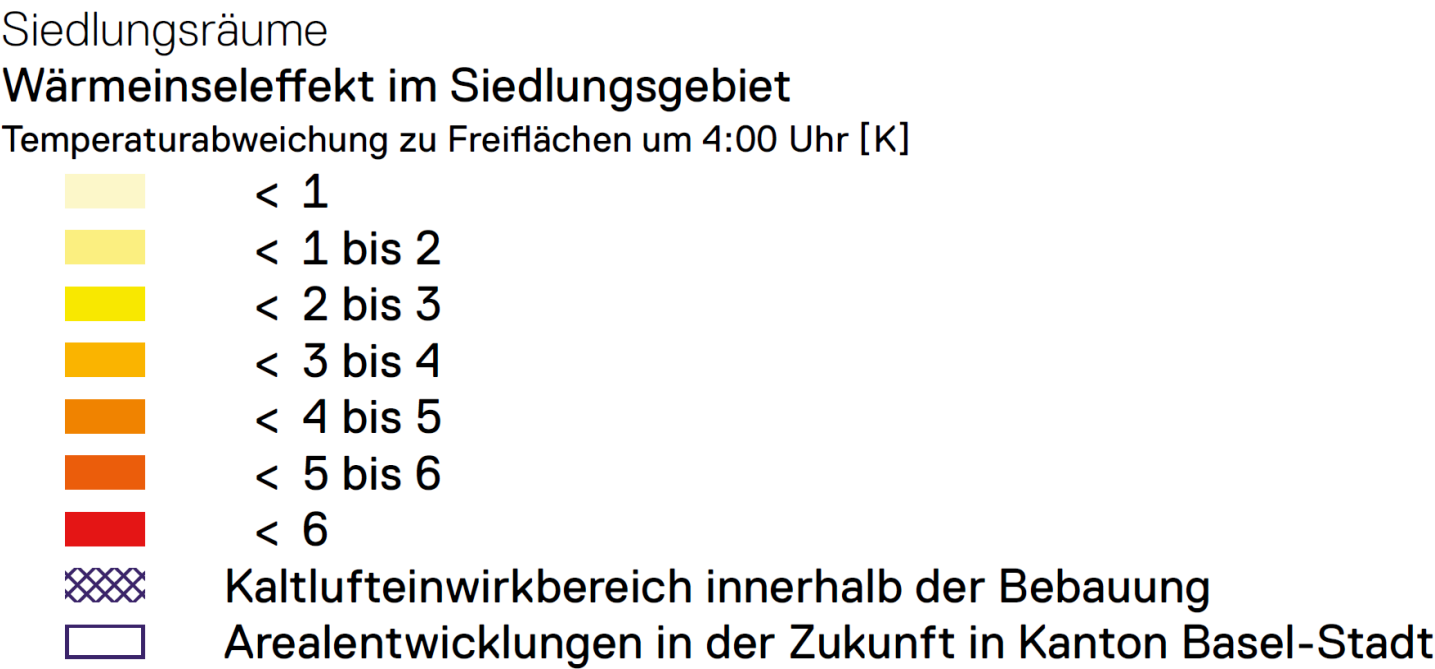 Siedlungsräume
Wärmeinseleffekt im Siedlungsgebiet
Temperaturabweichung zu Freiflächen um 4:00 Uhr [K]
< 1
< 1 bis 2
< 2 bis 3
< 3 bis 4
< 4 bis 5
< 5 bis 6
< 6
Kaltlufteinwirkbereich innerhalb der Bebauung
Arealentwicklungen in der Zukunft in Kanton Basel-Stadt